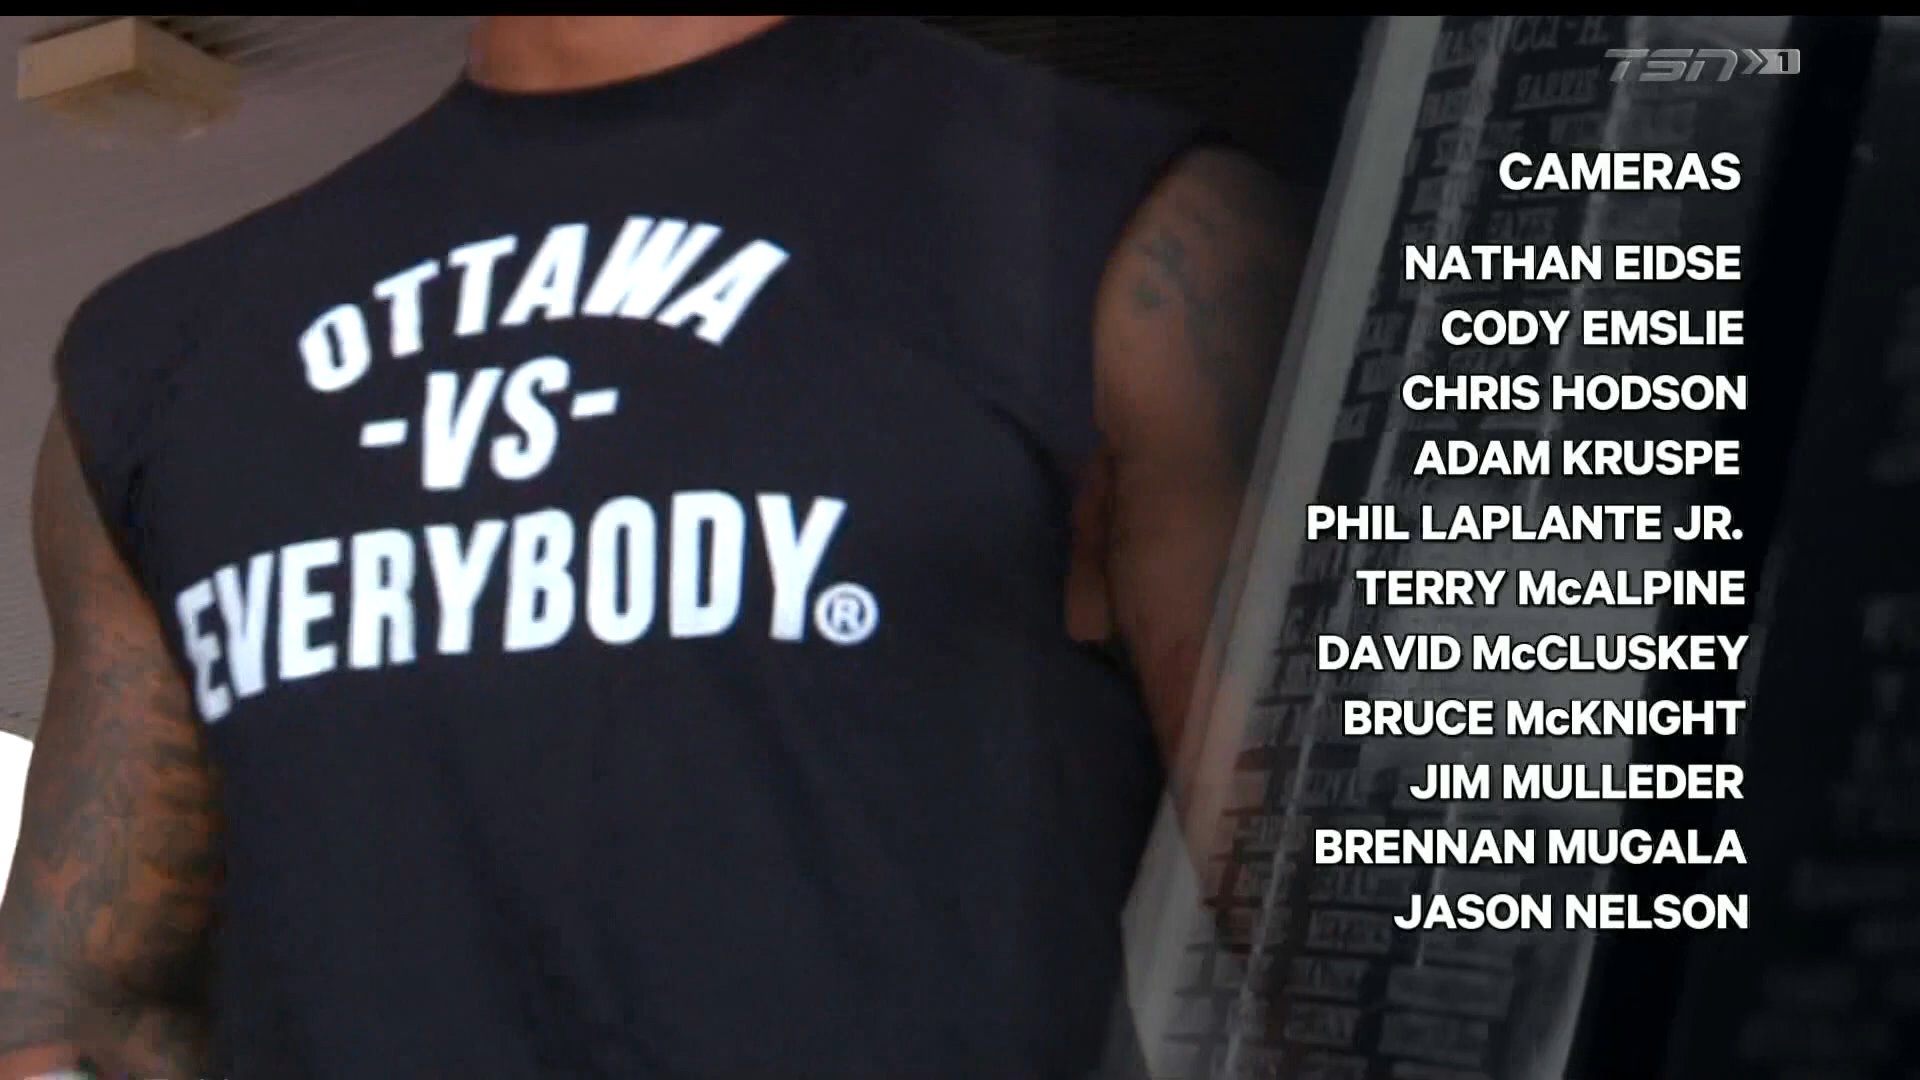 TSN 1
OTTAWA
-VS-
EVERYBODY®
CAMERAS
NATHAN EIDSE
CODY EMSLIE
CHRIS HODSON
ADAM KRUSPE
PHIL LAPLANTE JR.
TERRY McALPINE
DAVID McCLUSKEY
BRUCE McKNIGHT
JIM MULLEDER
BRENNAN MUGALA
JASON NELSON